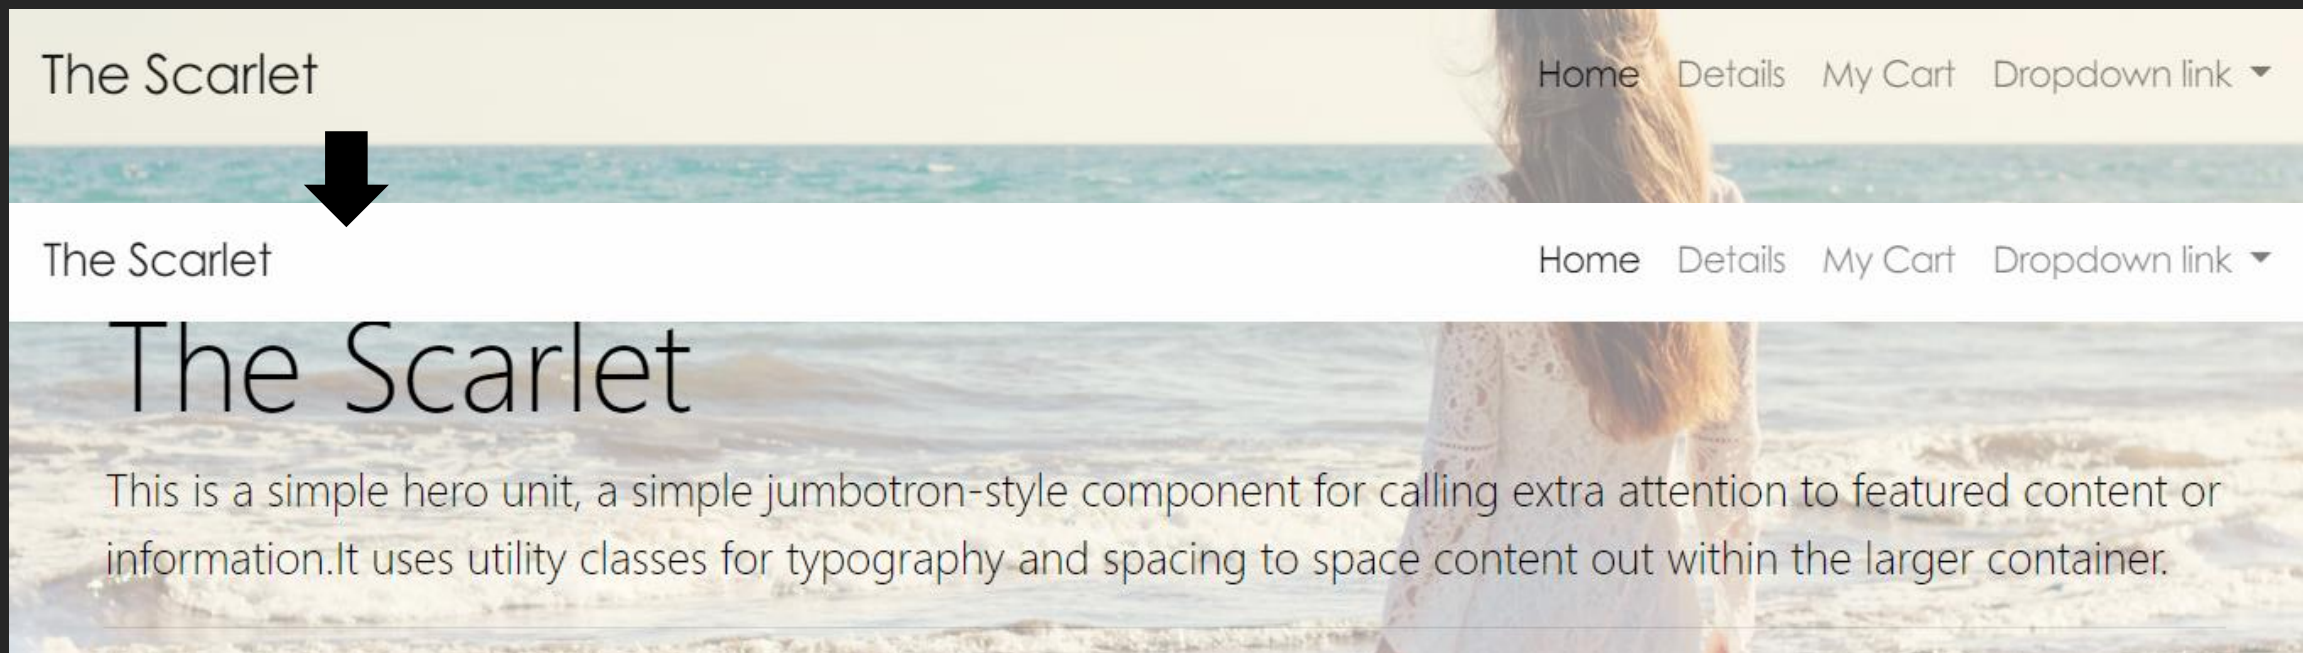 The Scarlet Home Details My Cart Dropdown link
The Scarlet Home Details My Cart Dropdown link
The Scarlet
This is a simple hero unit, a simple jumbotron-style component for calling extra attention to featured content or
information.It uses utility classes for typography and spacing to space content out within the larger container.